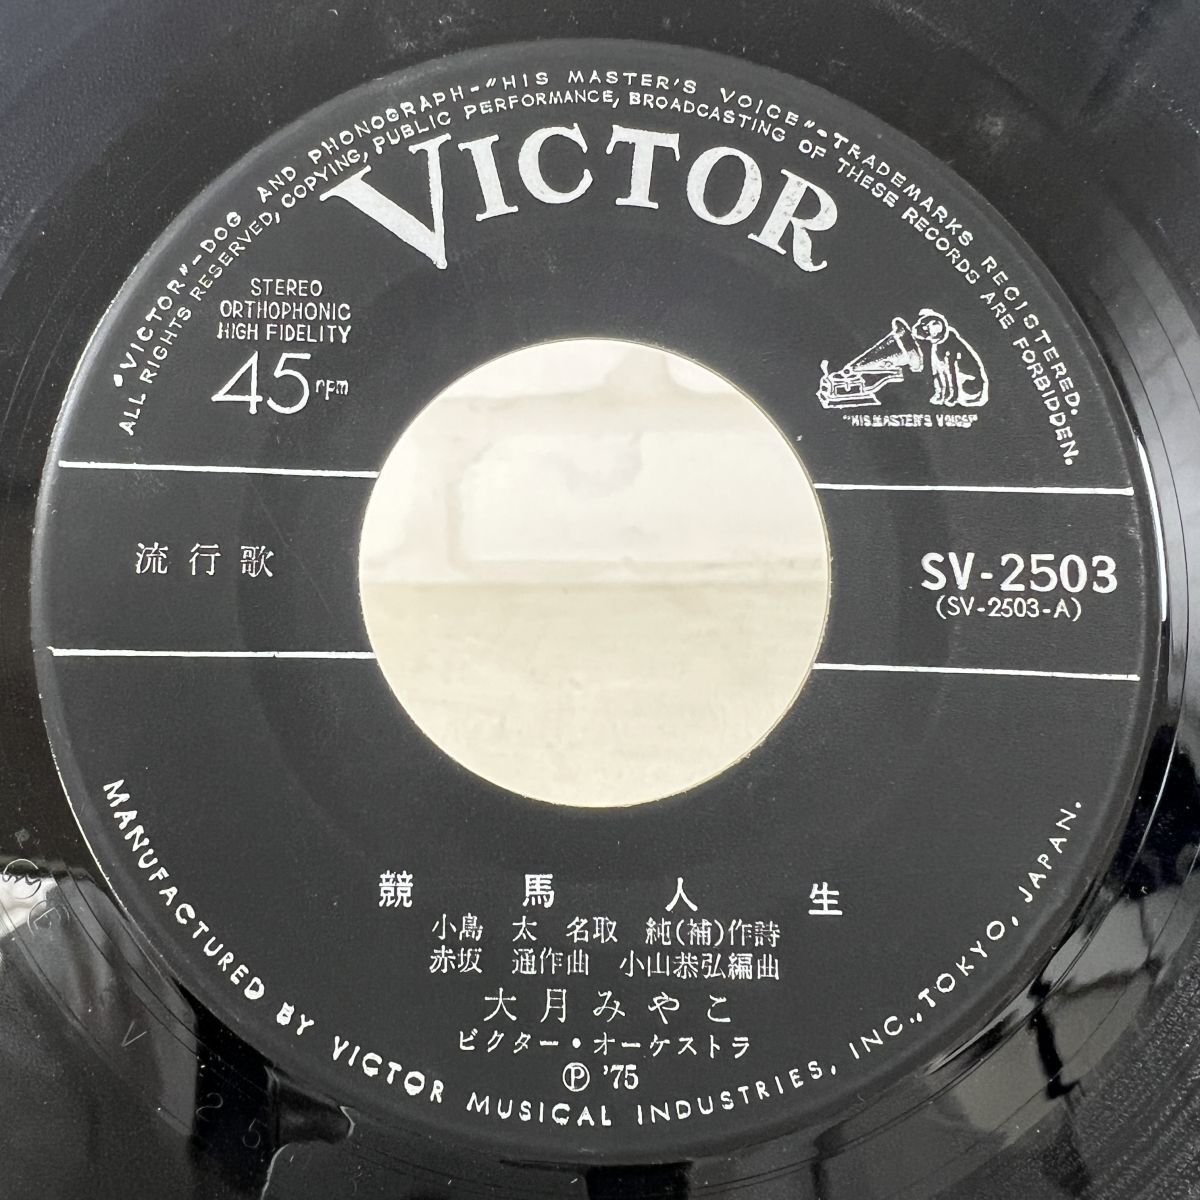 "VICTOR"-DOG AND PHONOGRAPH-"HIS MASTER'S VOICE"-TRADEMARKS REGISTERED.
ALL RIGHTS RESERVED, COPYING, PUBLIC PERFORMANCE, BROADCASTING OF THESE RECORDS ARE FORBIDDEN.
VICTOR
STEREO
ORTHOPHONIC
HIGH FIDELITY
45 rpm
"HIS MASTER'S VOICE"
流行歌
SV-2503
(SV-2503-A)
競馬人生
小島 太 名取 純(補)作詩
赤坂 通作曲 小山恭弘編曲
大月みやこ
ビクター・オーケストラ
Ⓟ '75
MANUFACTURED BY VICTOR MUSICAL INDUSTRIES, INC., TOKYO, JAPAN.